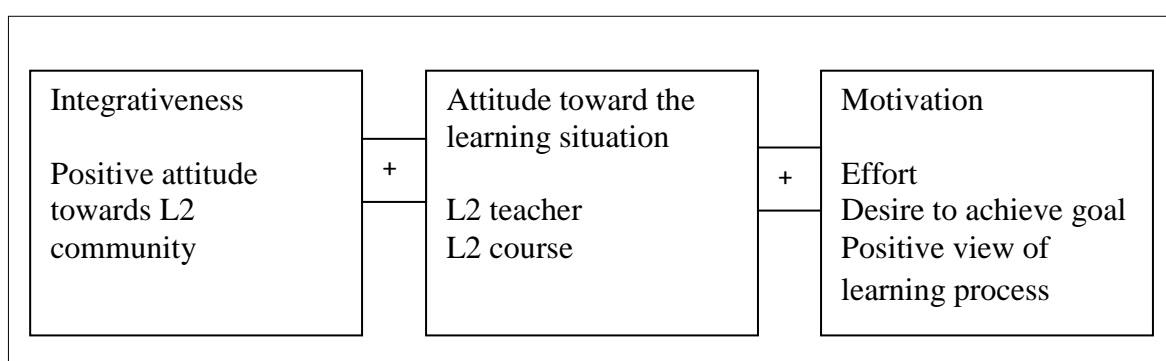 Integrativeness
Positive attitude
towards L2
community
+
Attitude toward the
learning situation
L2 teacher
L2 course
+
Motivation
Effort
Desire to achieve goal
Positive view of
learning process